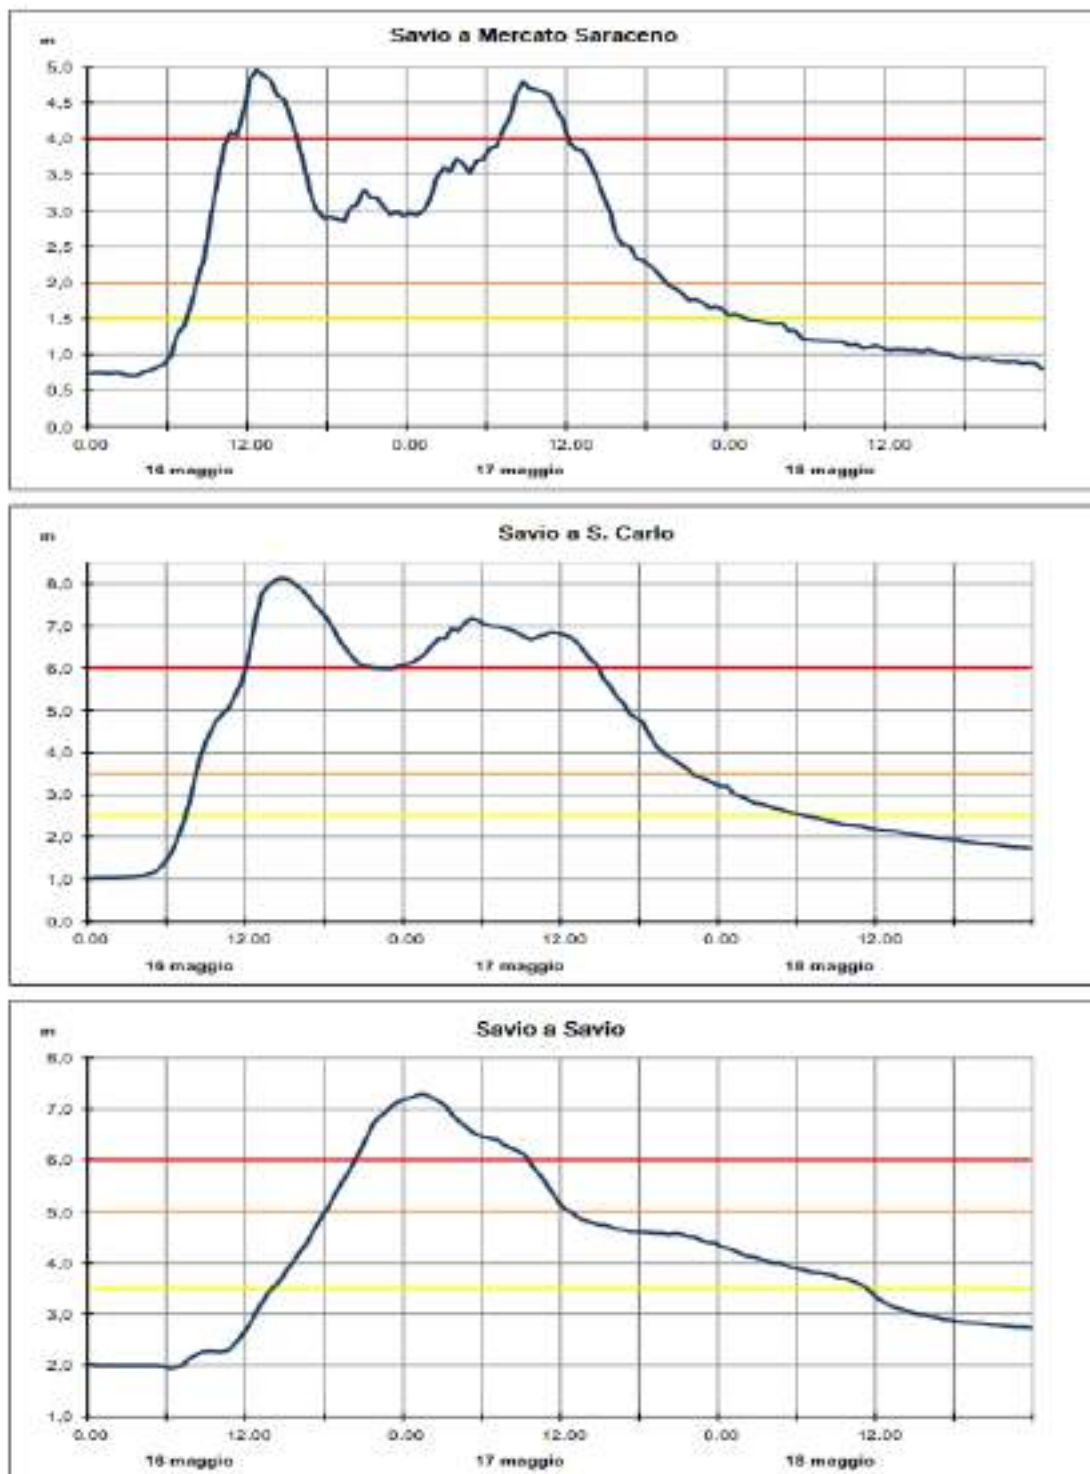 Savio a Mercato Saraceno
m
5,0
4,5
4,0
3,5
3,0
2,5
2,0
1,5
1,0
0,5
0,0
0.00 12.00 0.00 12.00 0.00 12.00
16 maggio 17 maggio 18 maggio
Savio a S. Carlo
m
8,0
7,0
6,0
5,0
4,0
3,0
2,0
1,0
0,0
0.00 12.00 0.00 12.00 0.00 12.00
16 maggio 17 maggio 18 maggio
Savio a Savio
m
8,0
7,0
6,0
5,0
4,0
3,0
2,0
1,0
0.00 12.00 0.00 12.00 0.00 12.00
16 maggio 17 maggio 18 maggio